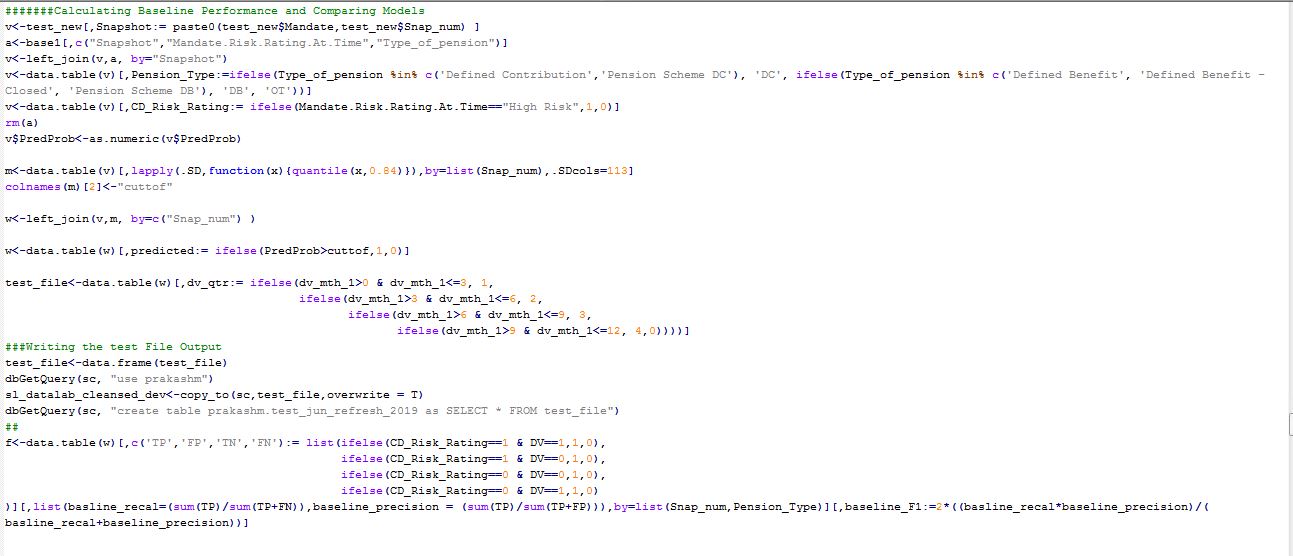 #######Calculating Baseline Performance and Comparing Models
v<-test_new[,Snapshot:= paste0(test_new$Mandate,test_new$Snap_num) ]
a<-base1[,c("Snapshot","Mandate.Risk.Rating.At.Time","Type_of_pension")]
v<-left_join(v,a, by="Snapshot")
v<-data.table(v)[,Pension_Type:=ifelse(Type_of_pension %in% c('Defined Contribution','Pension Scheme DC'), 'DC', ifelse(Type_of_pension %in% c('Defined Benefit', 'Defined Benefit -
Closed', 'Pension Scheme DB'), 'DB', 'OT'))]
v<-data.table(v)[,CD_Risk_Rating:= ifelse(Mandate.Risk.Rating.At.Time=="High Risk",1,0)]
rm(a)
v$PredProb<-as.numeric(v$PredProb)
m<-data.table(v)[,lapply(.SD,function(x){quantile(x,0.84)}),by=list(Snap_num),.SDcols=113]
colnames(m)[2]<-"cuttof"
w<-left_join(v,m, by=c("Snap_num") )
w<-data.table(w)[,predicted:= ifelse(PredProb>cuttof,1,0)]
test_file<-data.table(w)[,dv_qtr:= ifelse(dv_mth_1>0 & dv_mth_1<=3, 1,
ifelse(dv_mth_1>3 & dv_mth_1<=6, 2,
ifelse(dv_mth_1>6 & dv_mth_1<=9, 3,
ifelse(dv_mth_1>9 & dv_mth_1<=12, 4,0))))]
###Writing the test File Output
test_file<-data.frame(test_file)
dbGetQuery(sc, "use prakashm")
sl_datalab_cleansed_dev<-copy_to(sc,test_file,overwrite = T)
dbGetQuery(sc, "create table prakashm.test_jun_refresh_2019 as SELECT * FROM test_file")
##
f<-data.table(w)[,c('TP','FP','TN','FN'):= list(ifelse(CD_Risk_Rating==1 & DV==1,1,0),
ifelse(CD_Risk_Rating==1 & DV==0,1,0),
ifelse(CD_Risk_Rating==0 & DV==0,1,0),
ifelse(CD_Risk_Rating==0 & DV==1,1,0)
)][,list(basline_recal=(sum(TP)/sum(TP+FN)),baseline_precision = (sum(TP)/sum(TP+FP))),by=list(Snap_num,Pension_Type)][,baseline_F1:=2*((basline_recal*baseline_precision)/(
basline_recal+baseline_precision))]